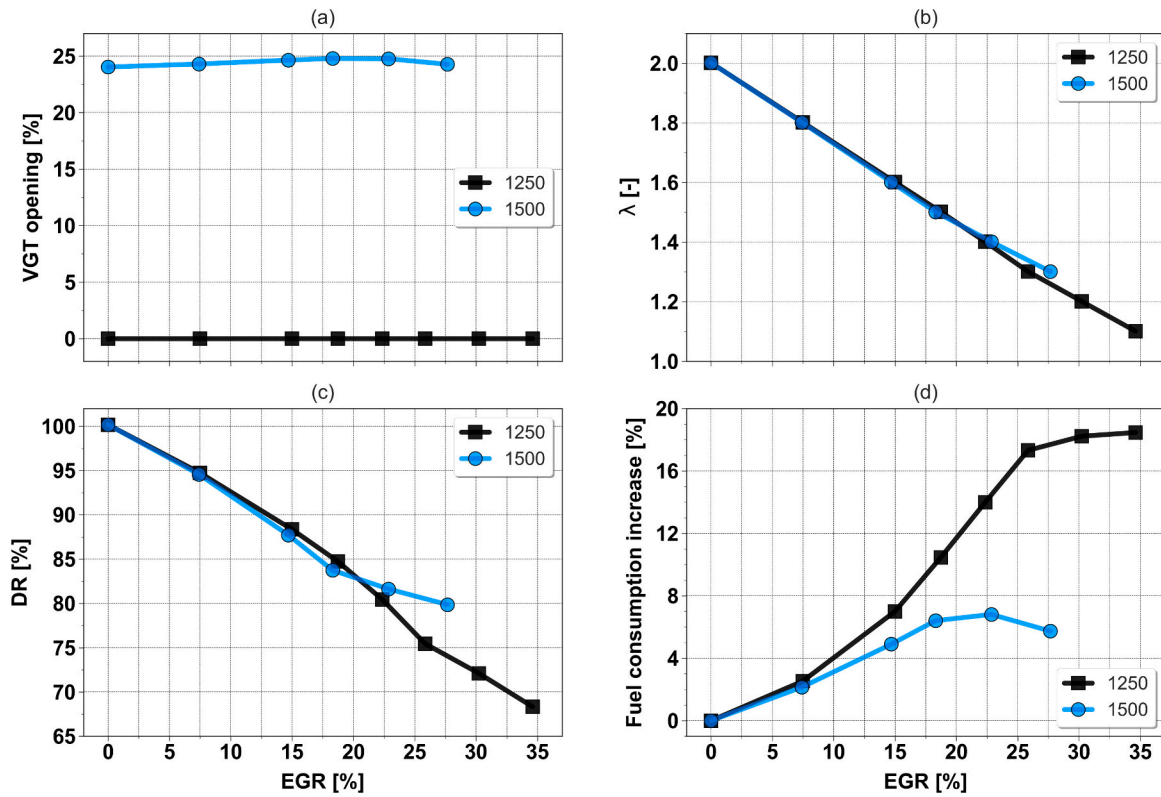 (a)
VGT opening [%]
25
20
15
10
5
0
1250
1500
(b)
λ [-]
2.0
1.8
1.6
1.4
1.2
1.0
1250
1500
(c)
DR [%]
100
95
90
85
80
75
70
65
1250
1500
0 5 10 15 20 25 30 35
EGR [%]
(d)
Fuel consumption increase [%]
20
16
12
8
4
0
1250
1500
0 5 10 15 20 25 30 35
EGR [%]